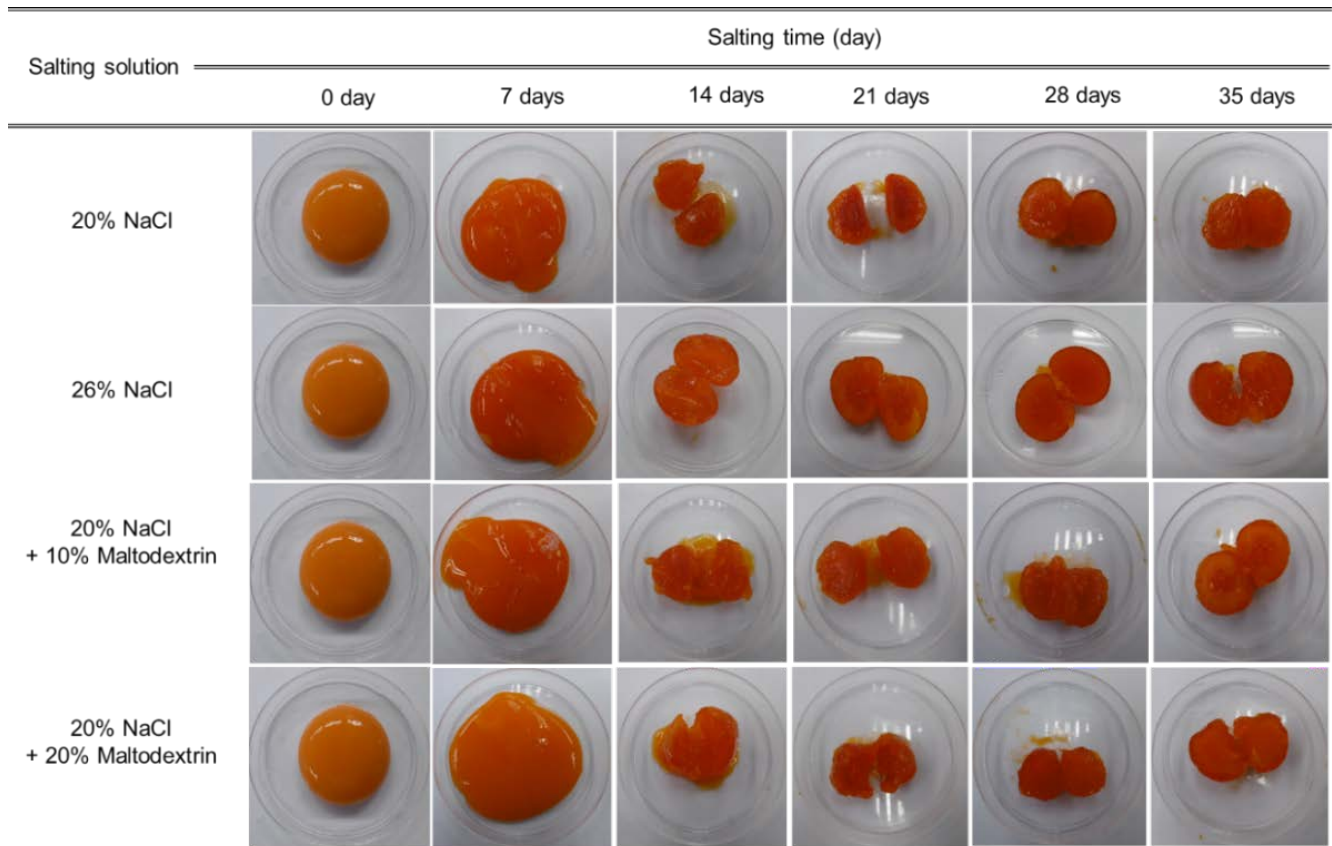 Salting solution
Salting time (day)
0 day
7 days
14 days
21 days
28 days
35 days
20% NaCl
26% NaCl
20% NaCl
+ 10% Maltodextrin
20% NaCl
+ 20% Maltodextrin